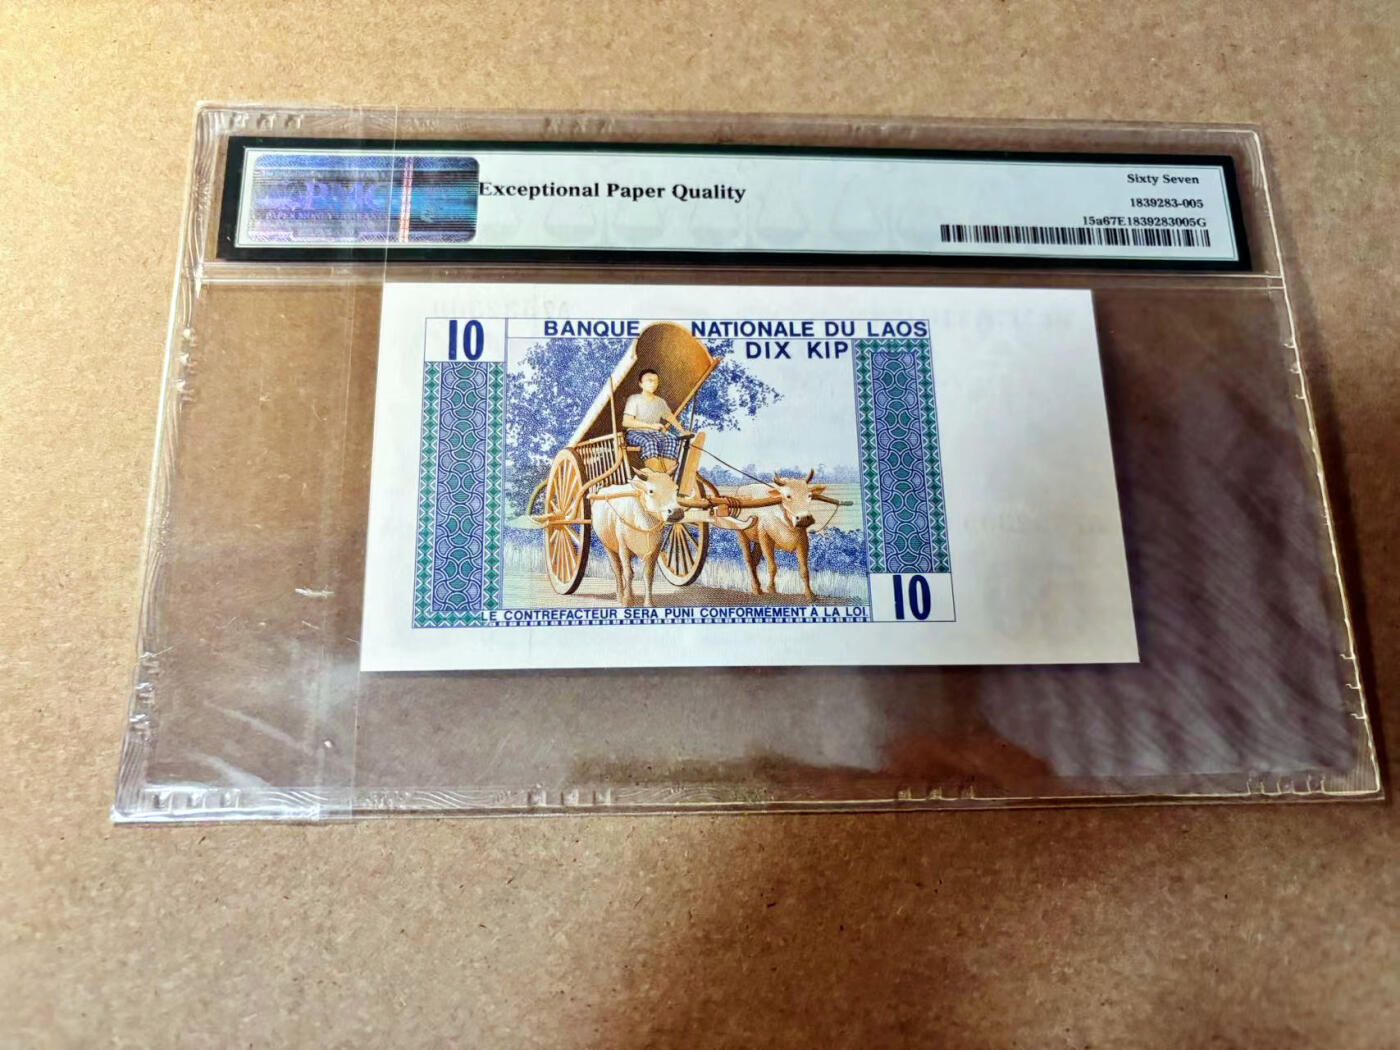 PMG
Exceptional Paper Quality
Sixty Seven
1839283-005
15a67E1839283005G
10
BANQUE NATIONALE DU LAOS
DIX KIP
LE CONTREFACTEUR SERA PUNI CONFORMÉMENT À LA LOI
10